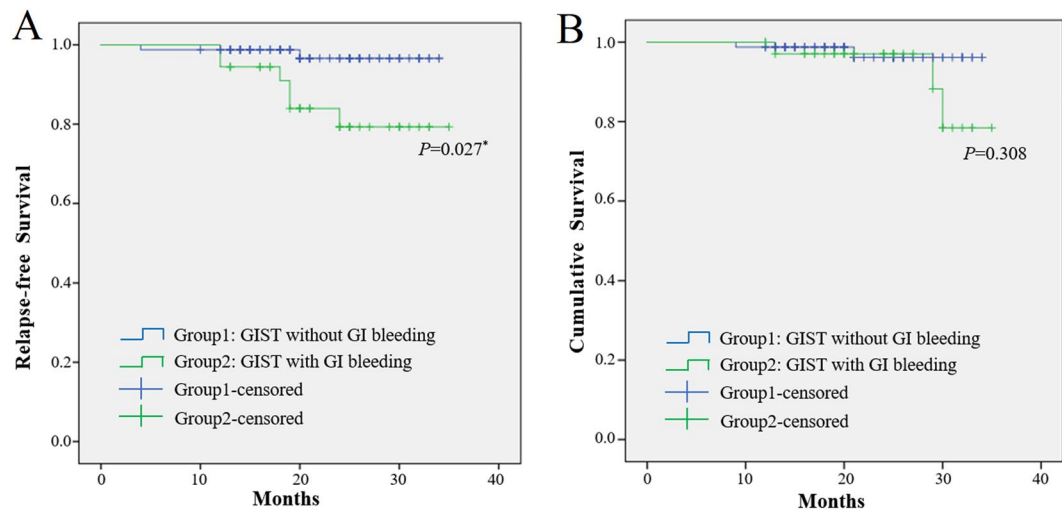 A
Relapse-free Survival
1.0
0.8
0.6
0.4
0.2
0.0
P=0.027*
Group1: GIST without GI bleeding
Group2: GIST with GI bleeding
Group1-censored
Group2-censored
0 10 20 30 40
Months
B
Cumulative Survival
1.0
0.8
0.6
0.4
0.2
0.0
P=0.308
Group1: GIST without GI bleeding
Group2: GIST with GI bleeding
Group1-censored
Group2-censored
0 10 20 30 40
Months